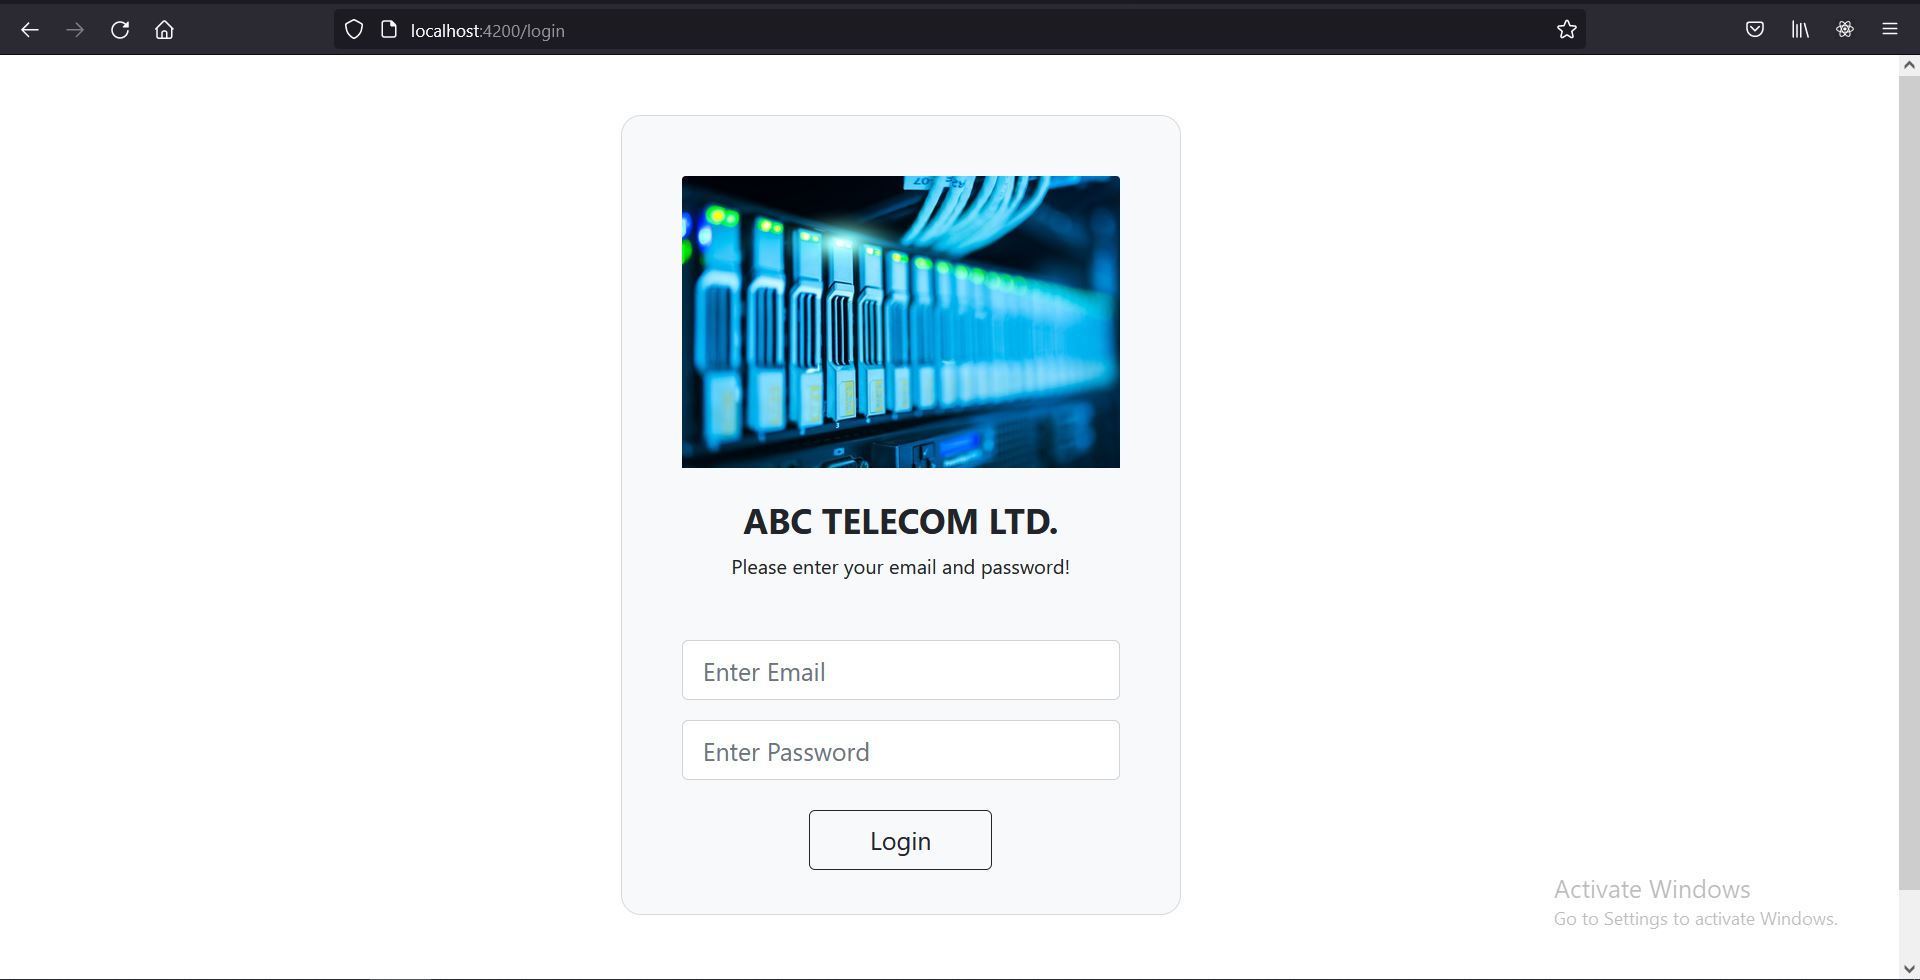 localhost:4200/login
ABC TELECOM LTD.
Please enter your email and password!
Enter Email
Enter Password
Login
Activate Windows
Go to Settings to activate Windows.